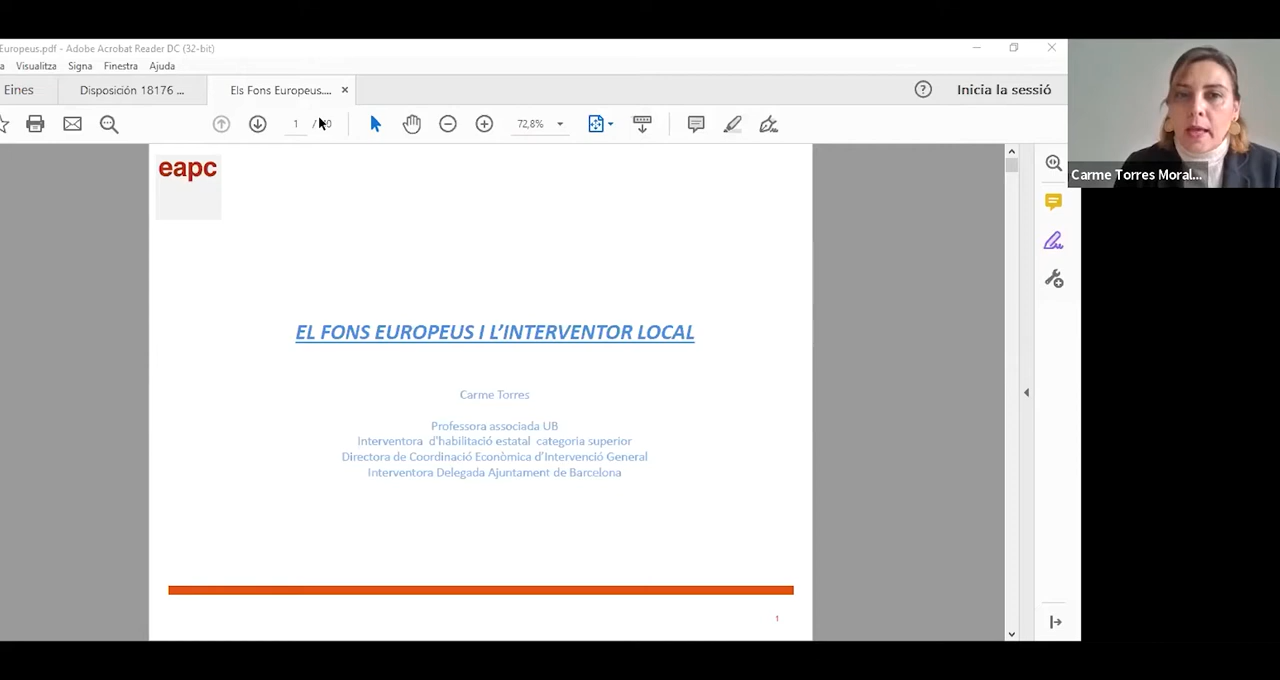 Europeus.pdf - Adobe Acrobat Reader DC (32-bit)
a Visualitza Signa Finestra Ajuda
Eines
Disposición 18176 ...
Els Fons Europeus....
Inicia la sessió
1 /
72,8%
eapc
EL FONS EUROPEUS I L'INTERVENTOR LOCAL
Carme Torres
Professora associada UB
Interventora d'habilitació estatal categoria superior
Directora de Coordinació Econòmica d'Intervenció General
Interventora Delegada Ajuntament de Barcelona
1
Carme Torres Moral...